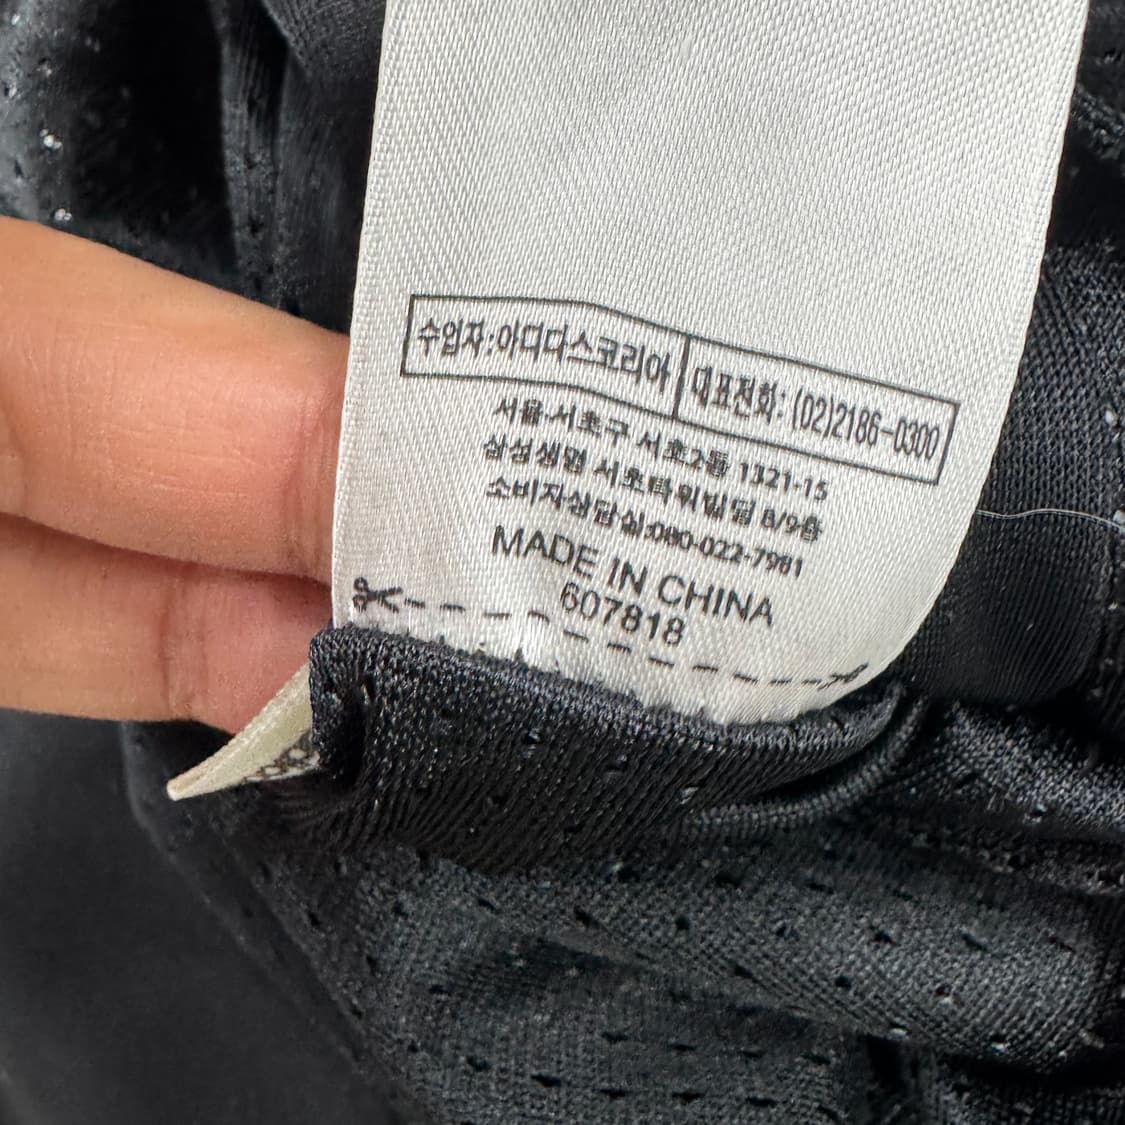 수입자:아디다스코리아 대표전화: (02)2186-0300
서울.서초구 서초2동 1321-15
삼성생명 서초타워빌딩 8/9층
소비자상담실:080-022-7981
MADE IN CHINA
607818